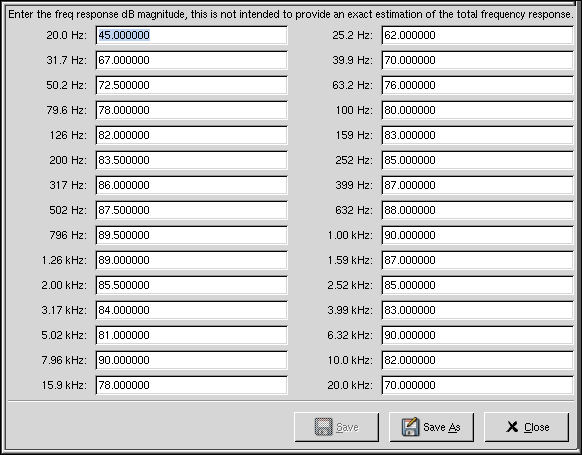 Enter the freq response dB magnitude, this is not intended to provide an exact estimation of the total frequency response.
20.0 Hz: 45.000000 25.2 Hz: 62.000000
31.7 Hz: 67.000000 39.9 Hz: 70.000000
50.2 Hz: 72.500000 63.2 Hz: 76.000000
79.6 Hz: 78.000000 100 Hz: 80.000000
126 Hz: 82.000000 159 Hz: 83.000000
200 Hz: 83.500000 252 Hz: 85.000000
317 Hz: 86.000000 399 Hz: 87.000000
502 Hz: 87.500000 632 Hz: 88.000000
796 Hz: 89.500000 1.00 kHz: 90.000000
1.26 kHz: 89.000000 1.59 kHz: 87.000000
2.00 kHz: 85.500000 2.52 kHz: 85.000000
3.17 kHz: 84.000000 3.99 kHz: 83.000000
5.02 kHz: 81.000000 6.32 kHz: 90.000000
7.96 kHz: 90.000000 10.0 kHz: 82.000000
15.9 kHz: 78.000000 20.0 kHz: 70.000000
Save Save As Close